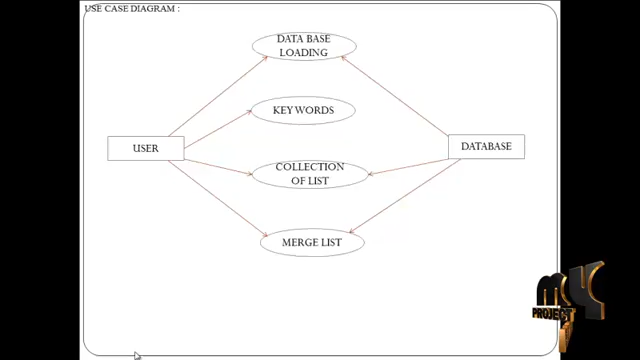 USE CASE DIAGRAM :
DATA BASE
LOADING
KEY WORDS
USER
DATABASE
COLLECTION
OF LIST
MERGE LIST
PROJECT